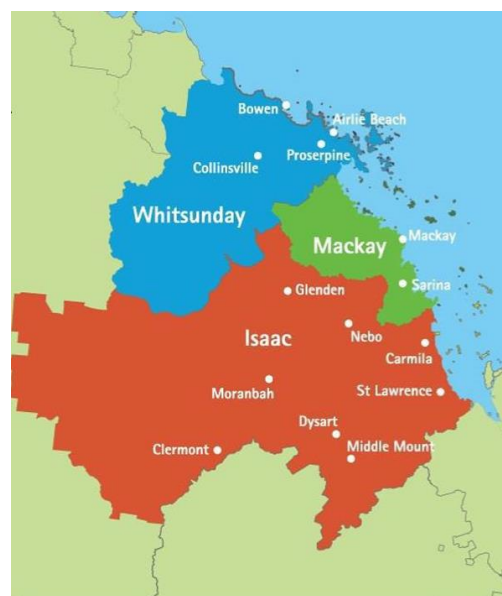 Bowen
Airlie Beach
Proserpine
Collinsville
Whitsunday
Mackay
Mackay
Sarina
Glenden
Nebo
Isaac
Carmila
Moranbah
St Lawrence
Dysart
Clermont
Middle Mount